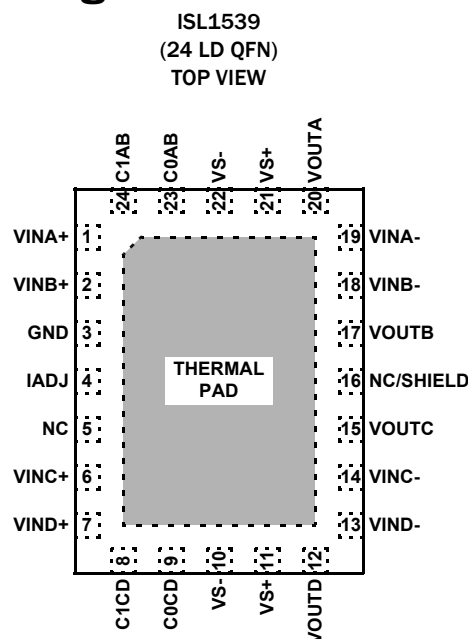 ISL1539
(24 LD QFN)
TOP VIEW
24 C1AB
23 C0AB
22 VS-
21 VS+
20 VOUTA
VINA+ 1
VINB+ 2
GND 3
IADJ 4
NC 5
VINC+ 6
VIND+ 7
THERMAL
PAD
19 VINA-
18 VINB-
17 VOUTB
16 NC/SHIELD
15 VOUTC
14 VINC-
13 VIND-
C1CD 8
C0CD 9
VS- 10
VS+ 11
VOUTD 12